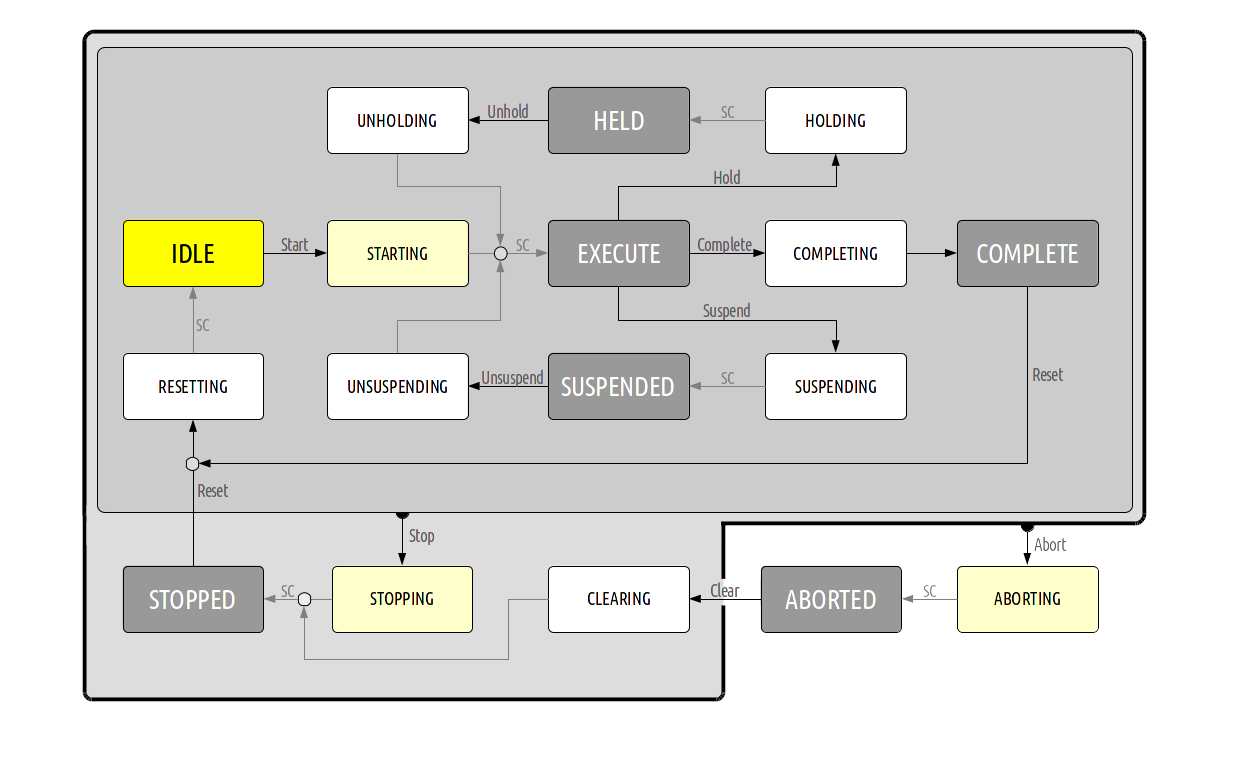 UNHOLDING
Unhold
HELD
SC
HOLDING
Hold
IDLE
Start
STARTING
SC
EXECUTE
Complete
COMPLETING
COMPLETE
Suspend
SC
RESETTING
UNSUSPENDING
Unsuspend
SUSPENDED
SC
SUSPENDING
Reset
Reset
Stop
Abort
STOPPED
SC
STOPPING
CLEARING
Clear
ABORTED
SC
ABORTING